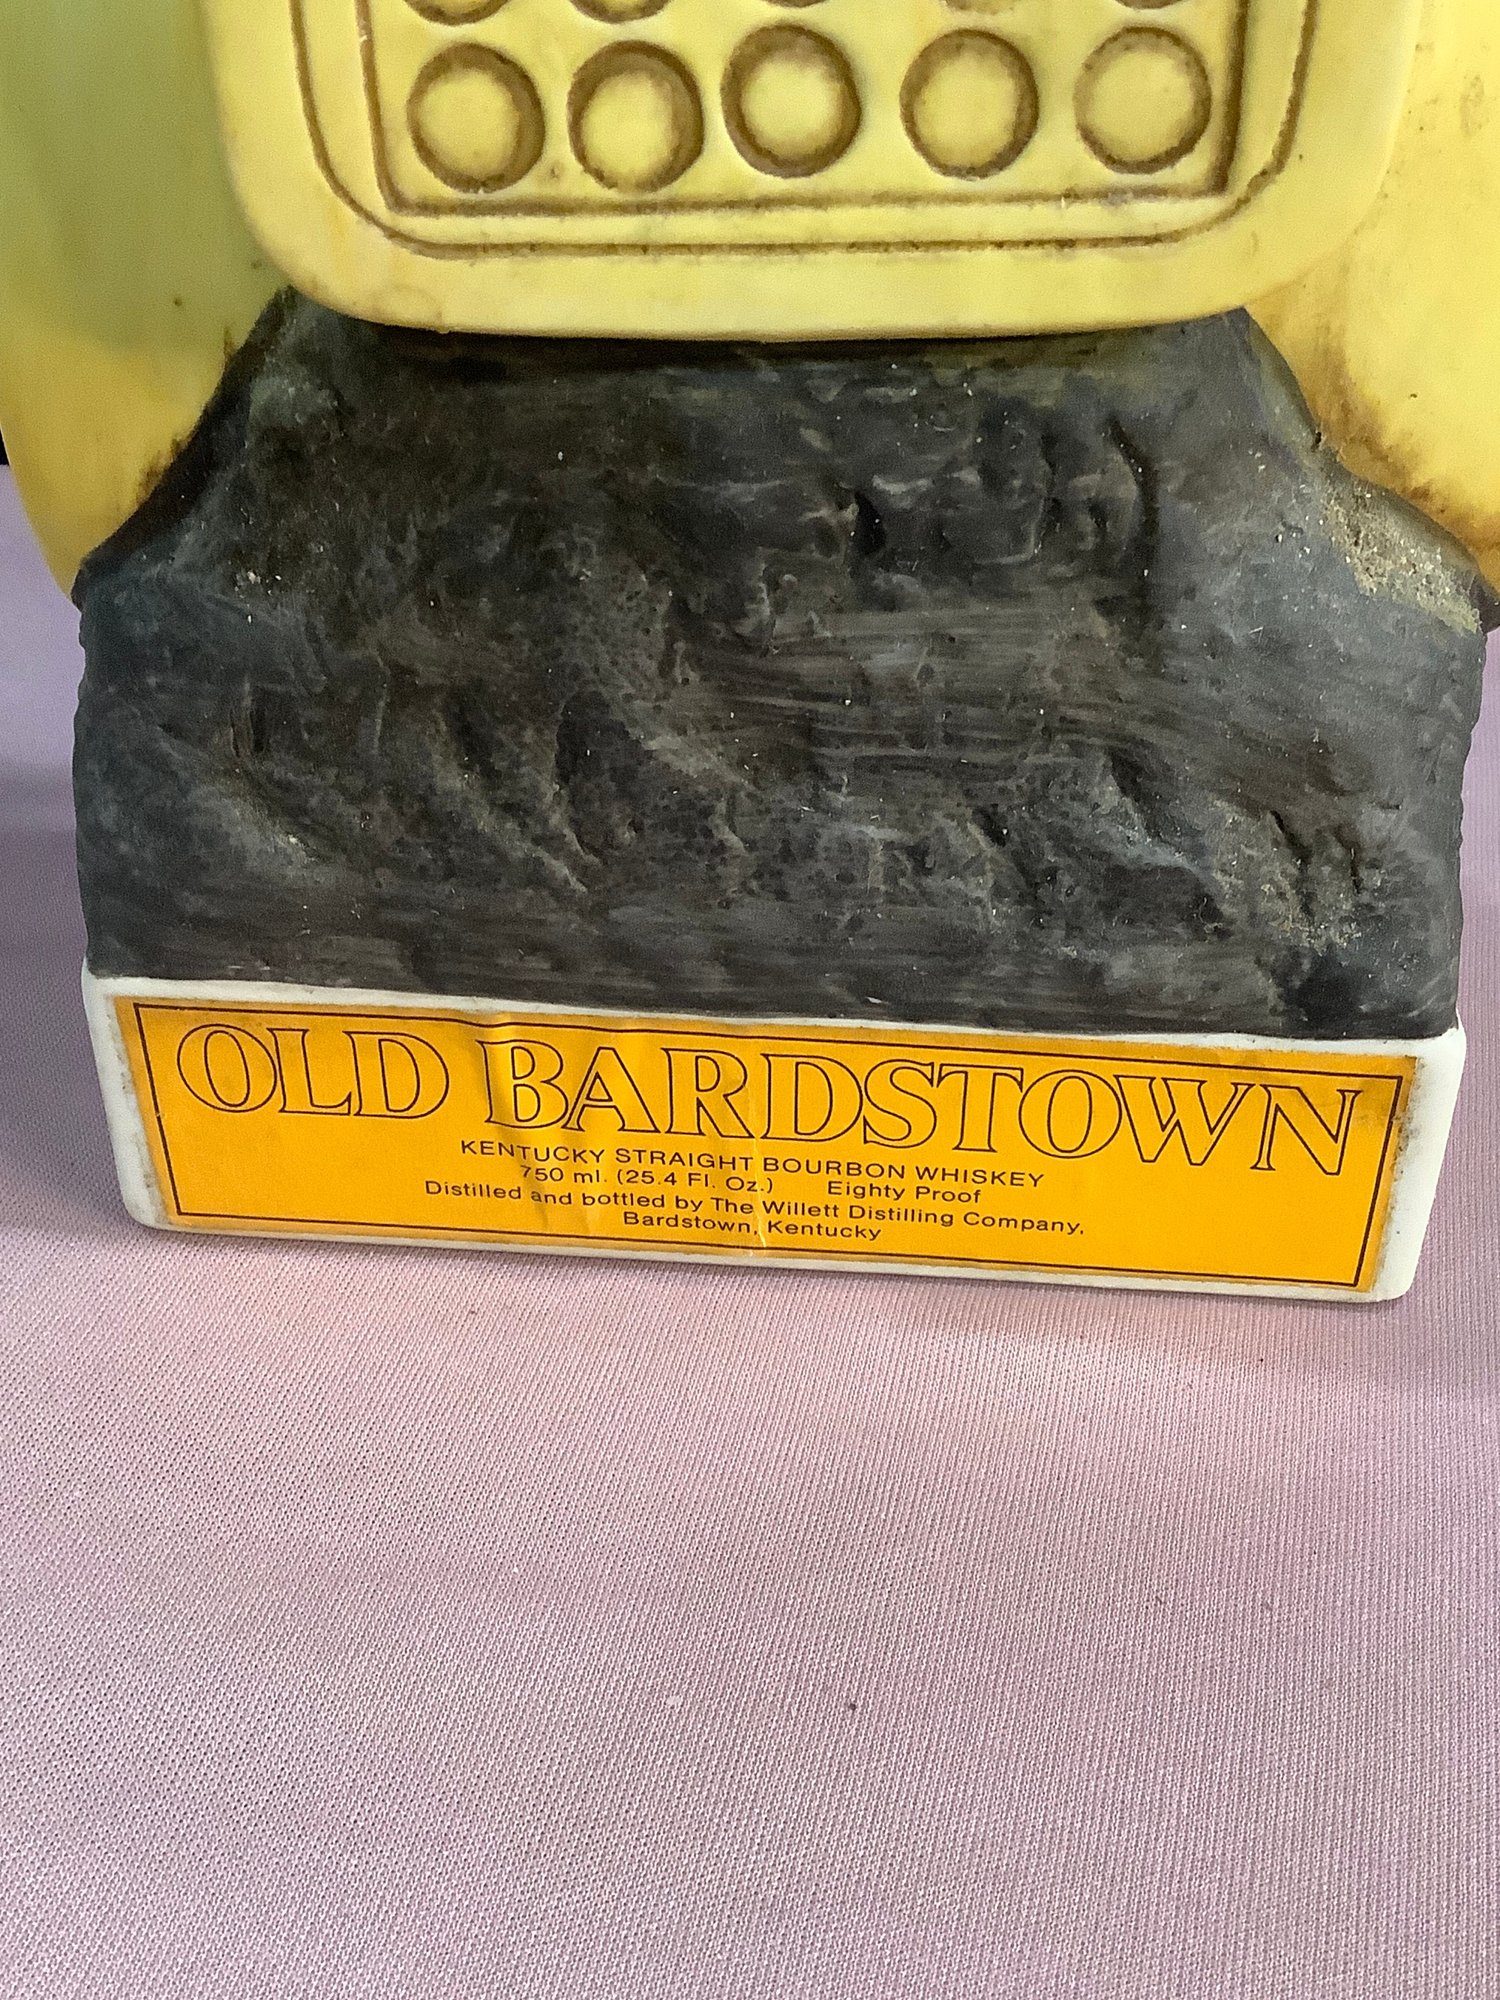 OLD BARDSTOWN
KENTUCKY STRAIGHT BOURBON WHISKEY
750 ml. (25.4 Fl. Oz.) Eighty Proof
Distilled and bottled by The Willett Distilling Company,
Bardstown, Kentucky